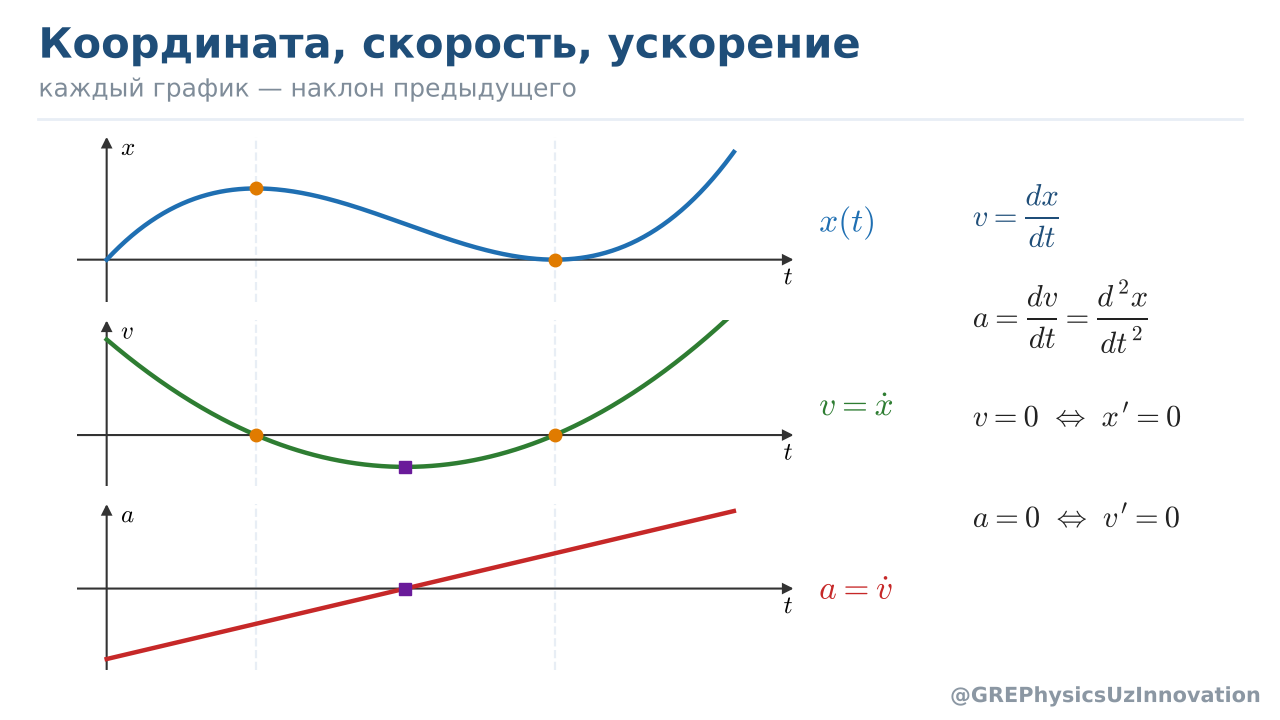 Координата, скорость, ускорение
каждый график — наклон предыдущего
x
t
x(t)
v = dx/dt
v
t
v = ẋ
a = dv/dt = d²x/dt²
v = 0 ⇔ x′ = 0
a
t
a = v̇
a = 0 ⇔ v′ = 0
@GREPhysicsUzInnovation